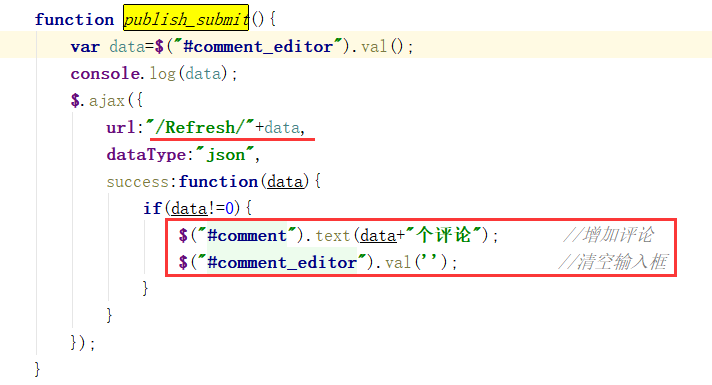 function publish_submit(){
var data=$("#comment_editor").val();
console.log(data);
$.ajax({
url:"/Refresh/"+data,
dataType:"json",
success:function(data){
if(data!=0){
$("#comment").text(data+"个评论"); //增加评论
$("#comment_editor").val(''); //清空输入框
}
}
});
}